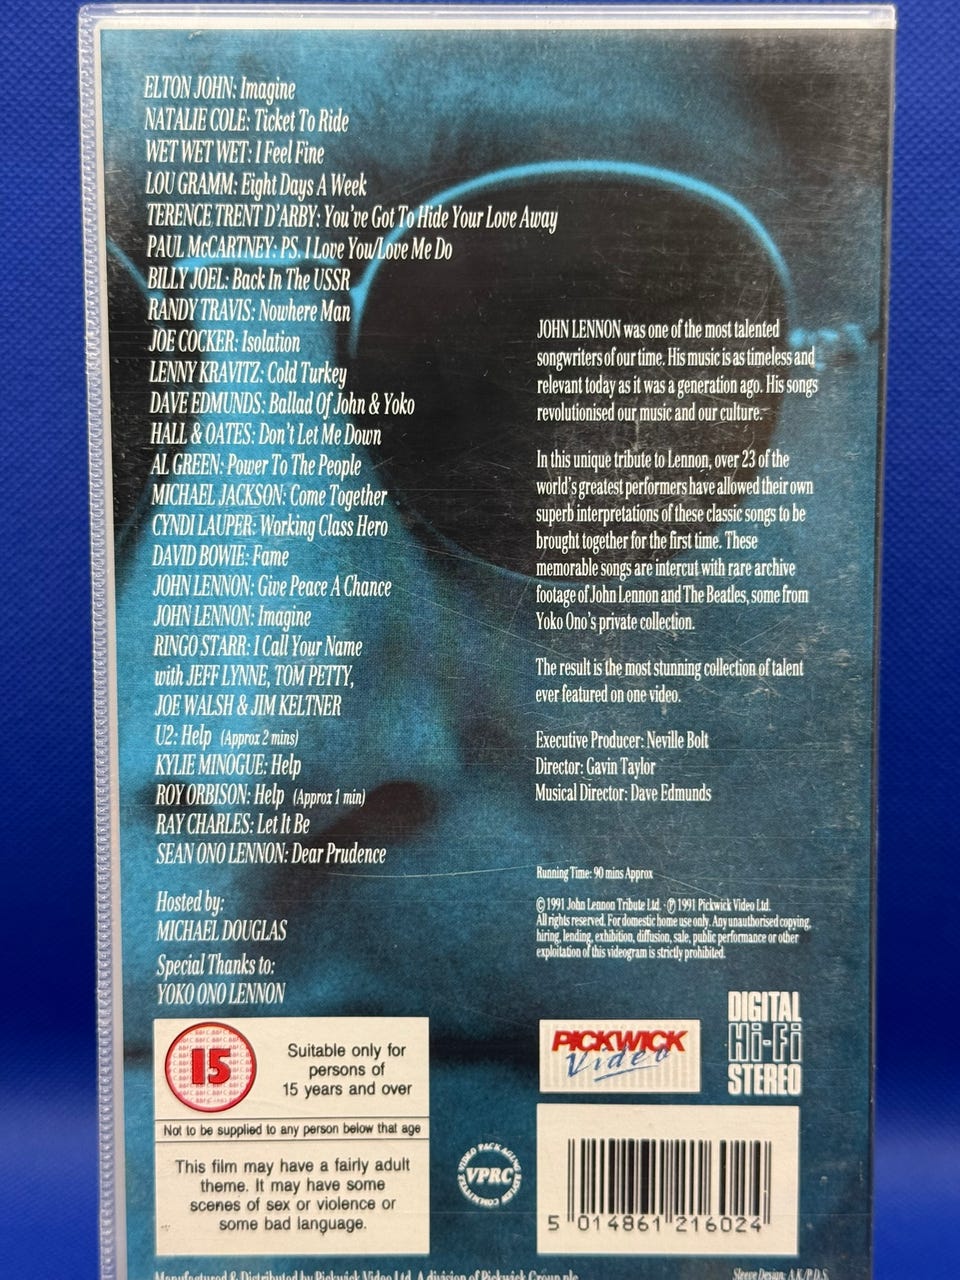 ELTON JOHN: Imagine
NATALIE COLE: Ticket To Ride
WET WET WET: I Feel Fine
LOU GRAMM: Eight Days A Week
TERENCE TRENT D'ARBY: You've Got To Hide Your Love Away
PAUL McCARTNEY: PS. I Love You/Love Me Do
BILLY JOEL: Back In The USSR
RANDY TRAVIS: Nowhere Man
JOE COCKER: Isolation
LENNY KRAVITZ: Cold Turkey
DAVE EDMUNDS: Ballad Of John & Yoko
HALL & OATES: Don't Let Me Down
AL GREEN: Power To The People
MICHAEL JACKSON: Come Together
CYNDI LAUPER: Working Class Hero
DAVID BOWIE: Fame
JOHN LENNON: Give Peace A Chance
JOHN LENNON: Imagine
RINGO STARR: I Call Your Name
with JEFF LYNNE, TOM PETTY,
JOE WALSH & JIM KELTNER
U2: Help (Approx 2 mins)
KYLIE MINOGUE: Help
ROY ORBISON: Help (Approx 1 min)
RAY CHARLES: Let It Be
SEAN ONO LENNON: Dear Prudence
Hosted by:
MICHAEL DOUGLAS
Special Thanks to:
YOKO ONO LENNON
JOHN LENNON was one of the most talented
songwriters of our time. His music is as timeless and
relevant today as it was a generation ago. His songs
revolutionised our music and our culture.
In this unique tribute to Lennon, over 23 of the
world's greatest performers have allowed their own
superb interpretations of these classic songs to be
brought together for the first time. These
memorable songs are intercut with rare archive
footage of John Lennon and The Beatles, some from
Yoko Ono's private collection.
The result is the most stunning collection of talent
ever featured on one video.
Executive Producer: Neville Bolt
Director: Gavin Taylor
Musical Director: Dave Edmunds
Running Time: 90 mins Approx
© 1991 John Lennon Tribute Ltd. · ℗ 1991 Pickwick Video Ltd.
All rights reserved. For domestic home use only. Any unauthorised copying,
hiring, lending, exhibition, diffusion, sale, public performance or other
exploitation of this videogram is strictly prohibited.
15
Suitable only for
persons of
15 years and over
Not to be supplied to any person below that age
This film may have a fairly adult
theme. It may have some
scenes of sex or violence or
some bad language.
VIDEO PACKAGING REVIEW COMMITTEE
VPRC
PICKWICK
Video
DIGITAL
Hi-Fi
STEREO
5 014861 216024
Manufactured & Distributed by Pickwick Video Ltd. A division of Pickwick Group plc
Sleeve Design: A.K./P.D.S.